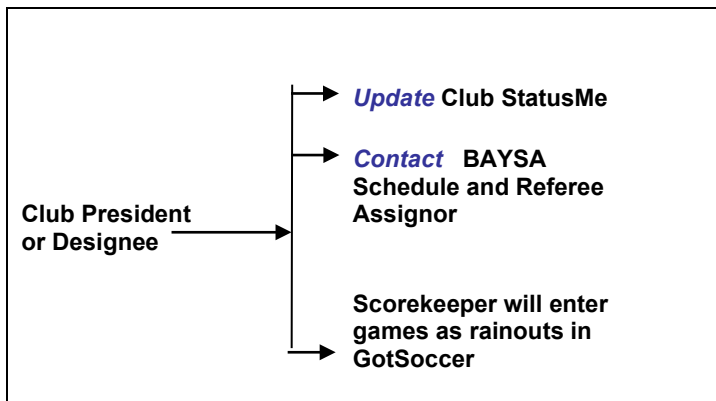 Update Club StatusMe
Contact BAYSA
Schedule and Referee
Assignor
Club President
or Designee
Scorekeeper will enter
games as rainouts in
GotSoccer